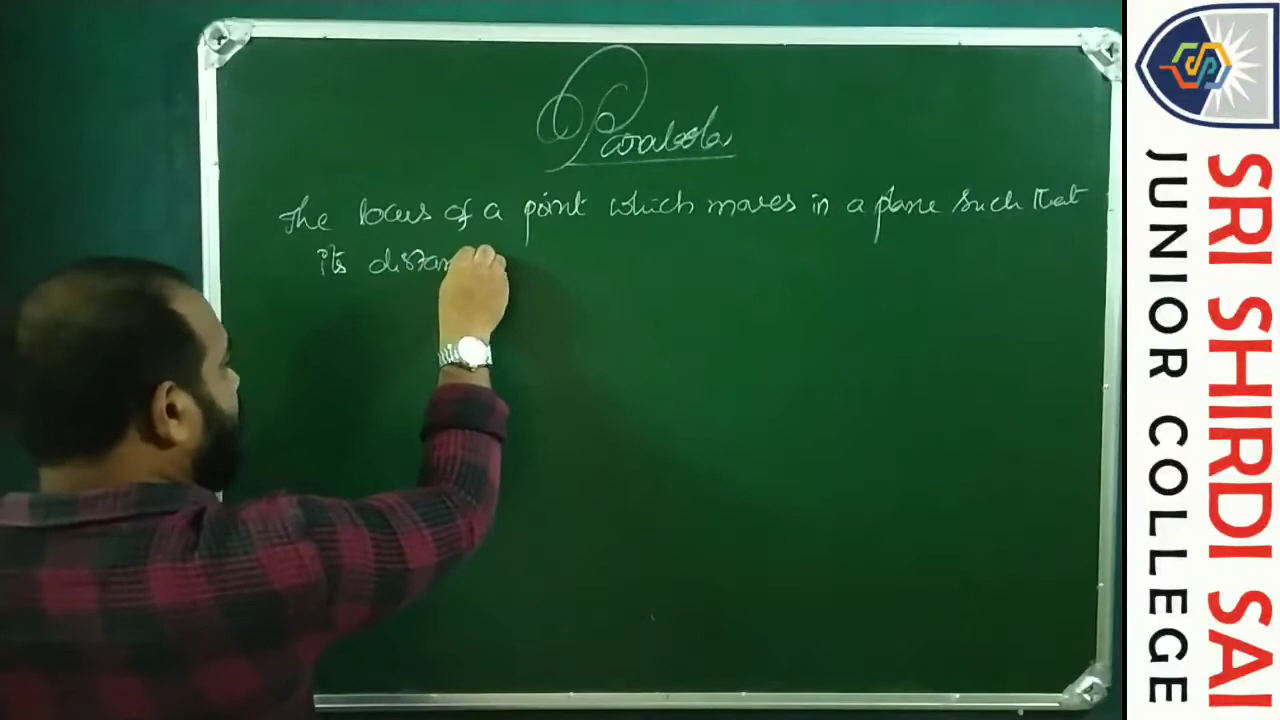 Parabola
The locus of a point which moves in a plane such that
its distan
SRI SHIRDI SAI
JUNIOR COLLEGE